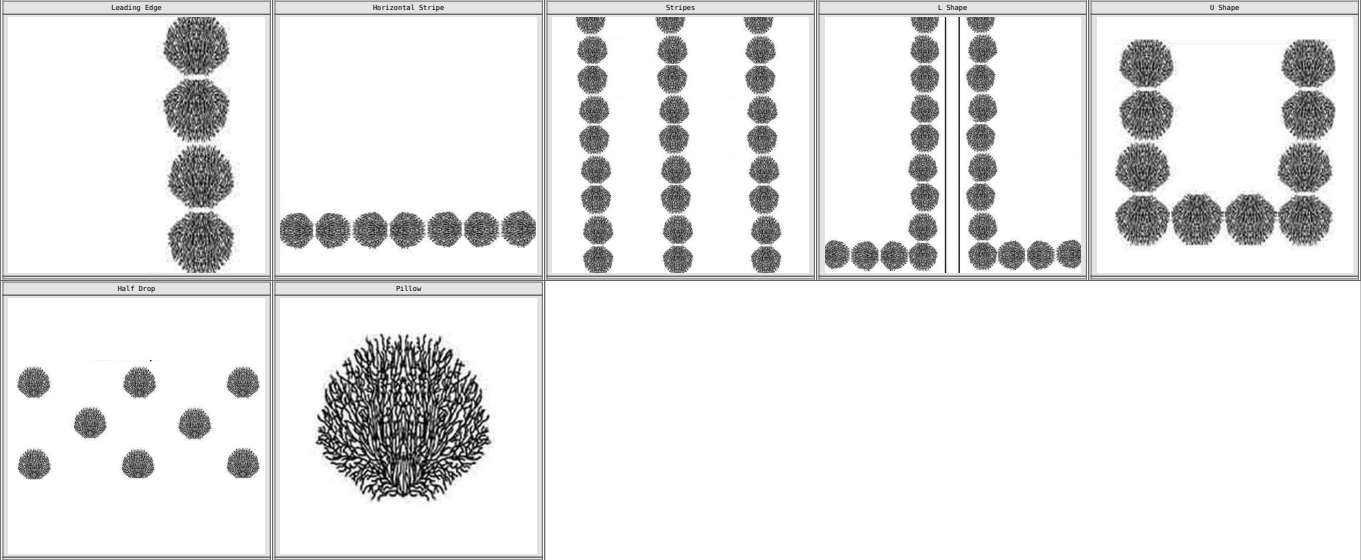 Leading Edge
Horizontal Stripe
Stripes
L Shape
U Shape
Half Drop
Pillow